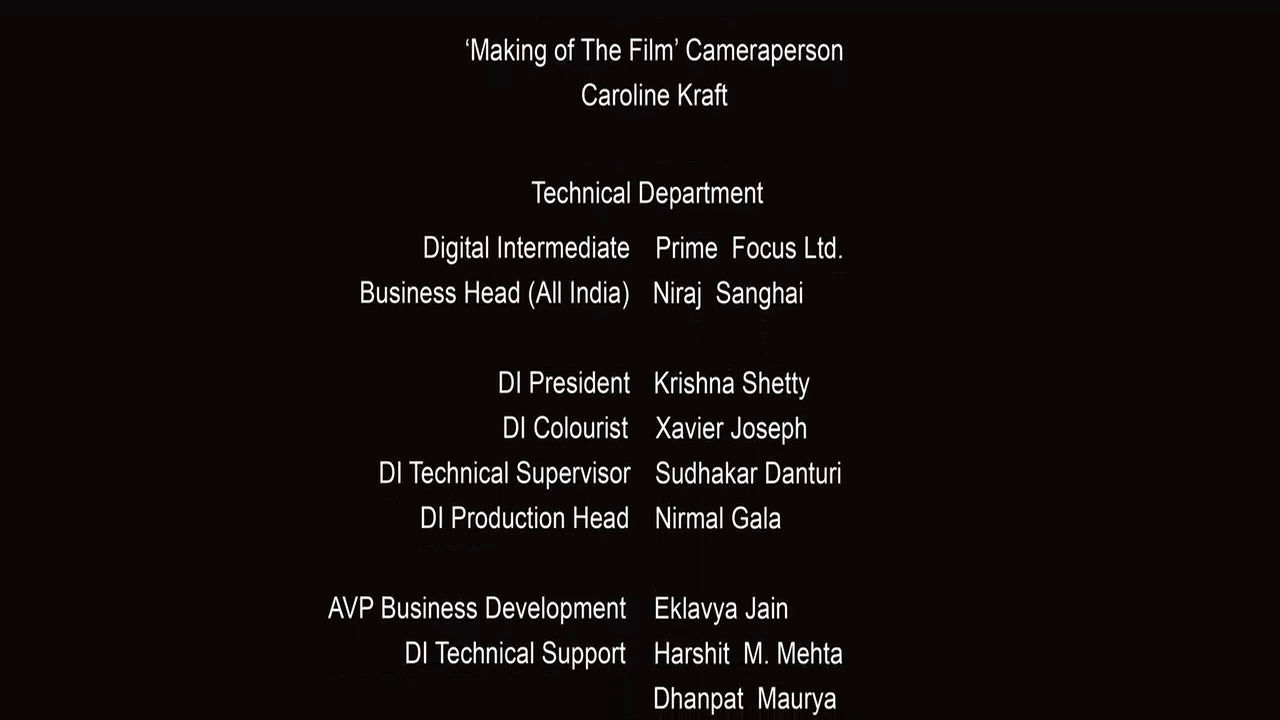 ‘Making of The Film’ Cameraperson
Caroline Kraft
Technical Department
Digital Intermediate Prime Focus Ltd.
Business Head (All India) Niraj Sanghai
DI President Krishna Shetty
DI Colourist Xavier Joseph
DI Technical Supervisor Sudhakar Danturi
DI Production Head Nirmal Gala
AVP Business Development Eklavya Jain
DI Technical Support Harshit M. Mehta
Dhanpat Maurya